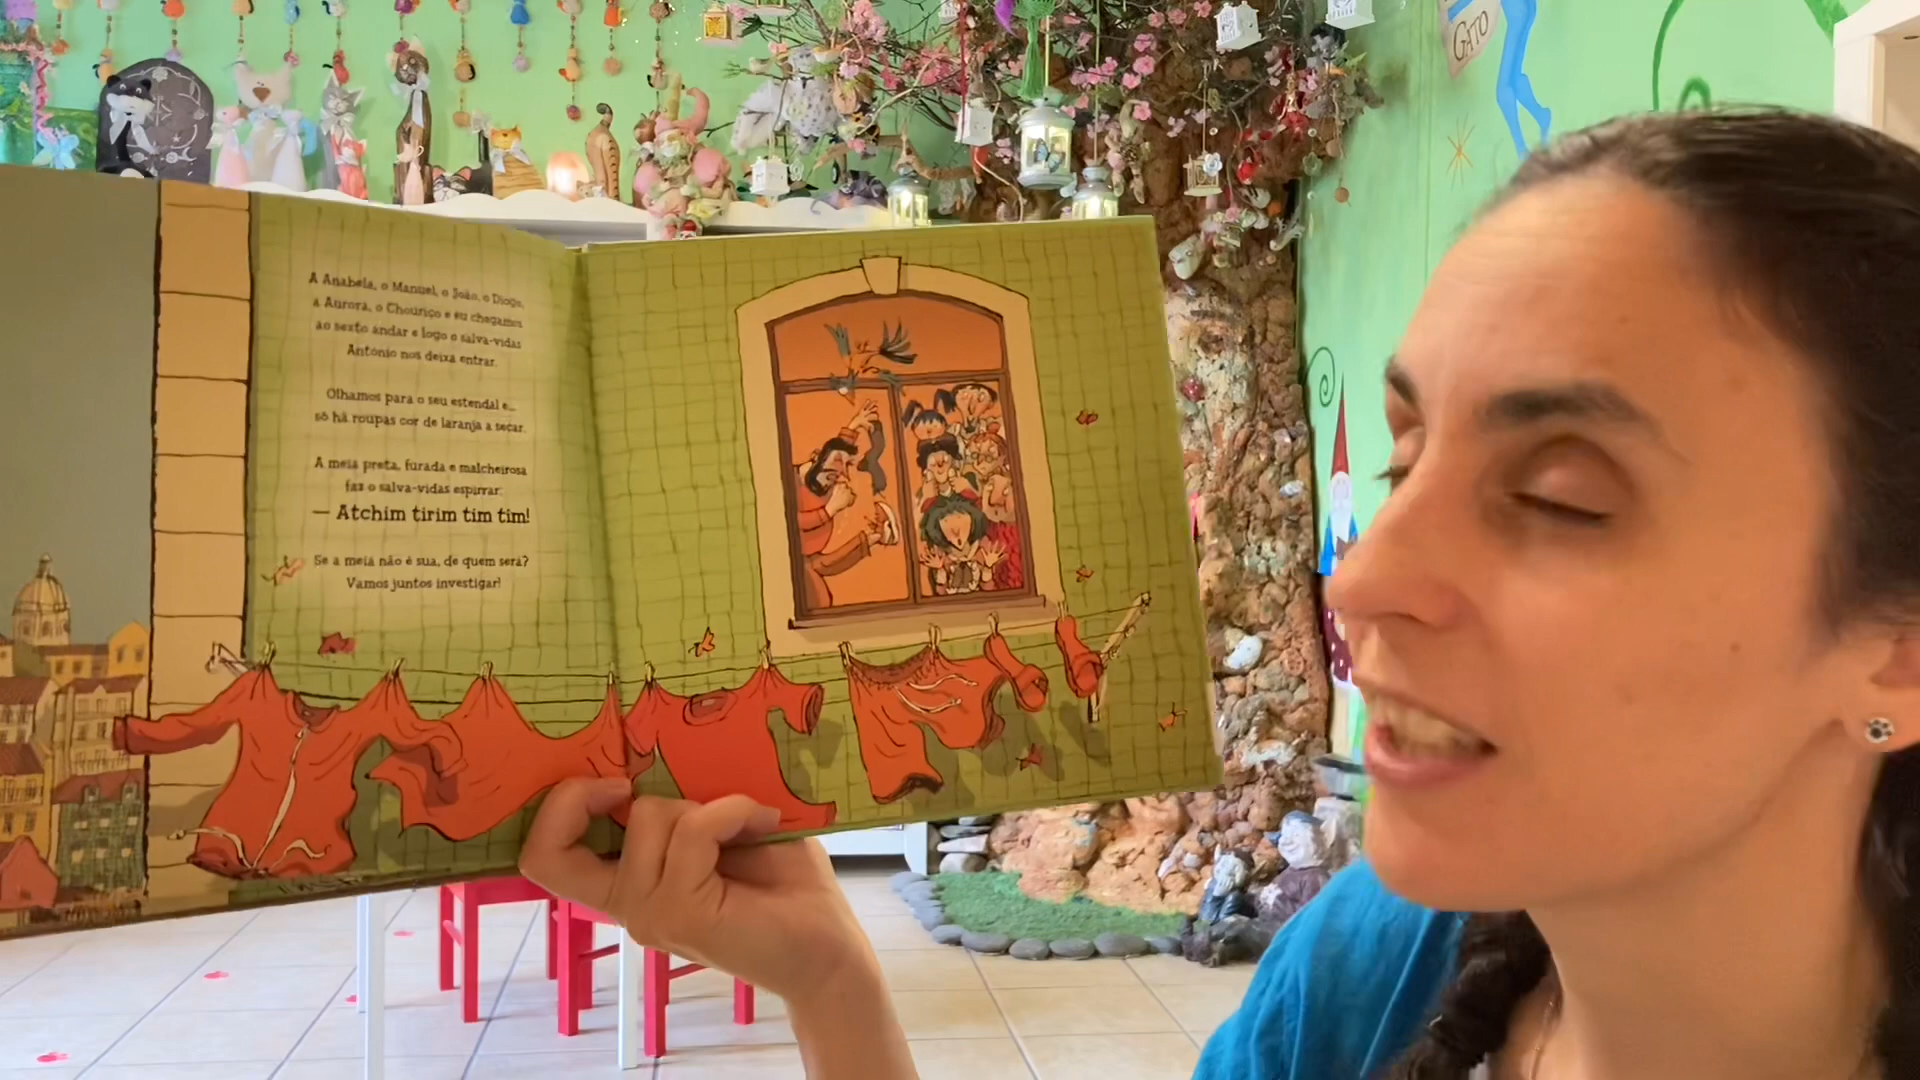 A Anabela, o Manuel, o João, o Diogo,
a Aurora, o Chouriço e eu chegamos
ao sexto andar e logo o salva-vidas
António nos deixa entrar.
Olhamos para o seu estendal e...
só há roupas cor de laranja a secar.
A meia preta, furada e malcheirosa
faz o salva-vidas espirrar:
— Atchim tirim tim tim!
Se a meia não é sua, de quem será?
Vamos juntos investigar!
GATO